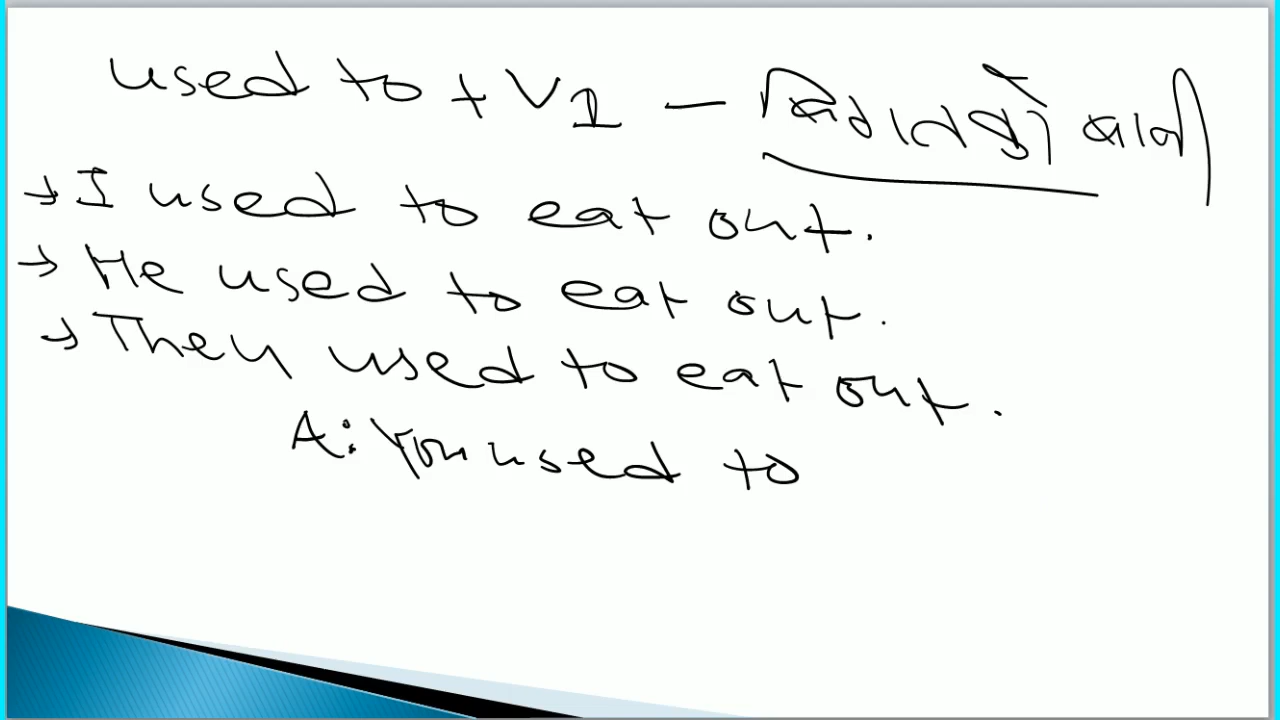 used to + V1 —
→ I used to eat out.
→ He used to eat out.
→ They used to eat out.
A: You used to